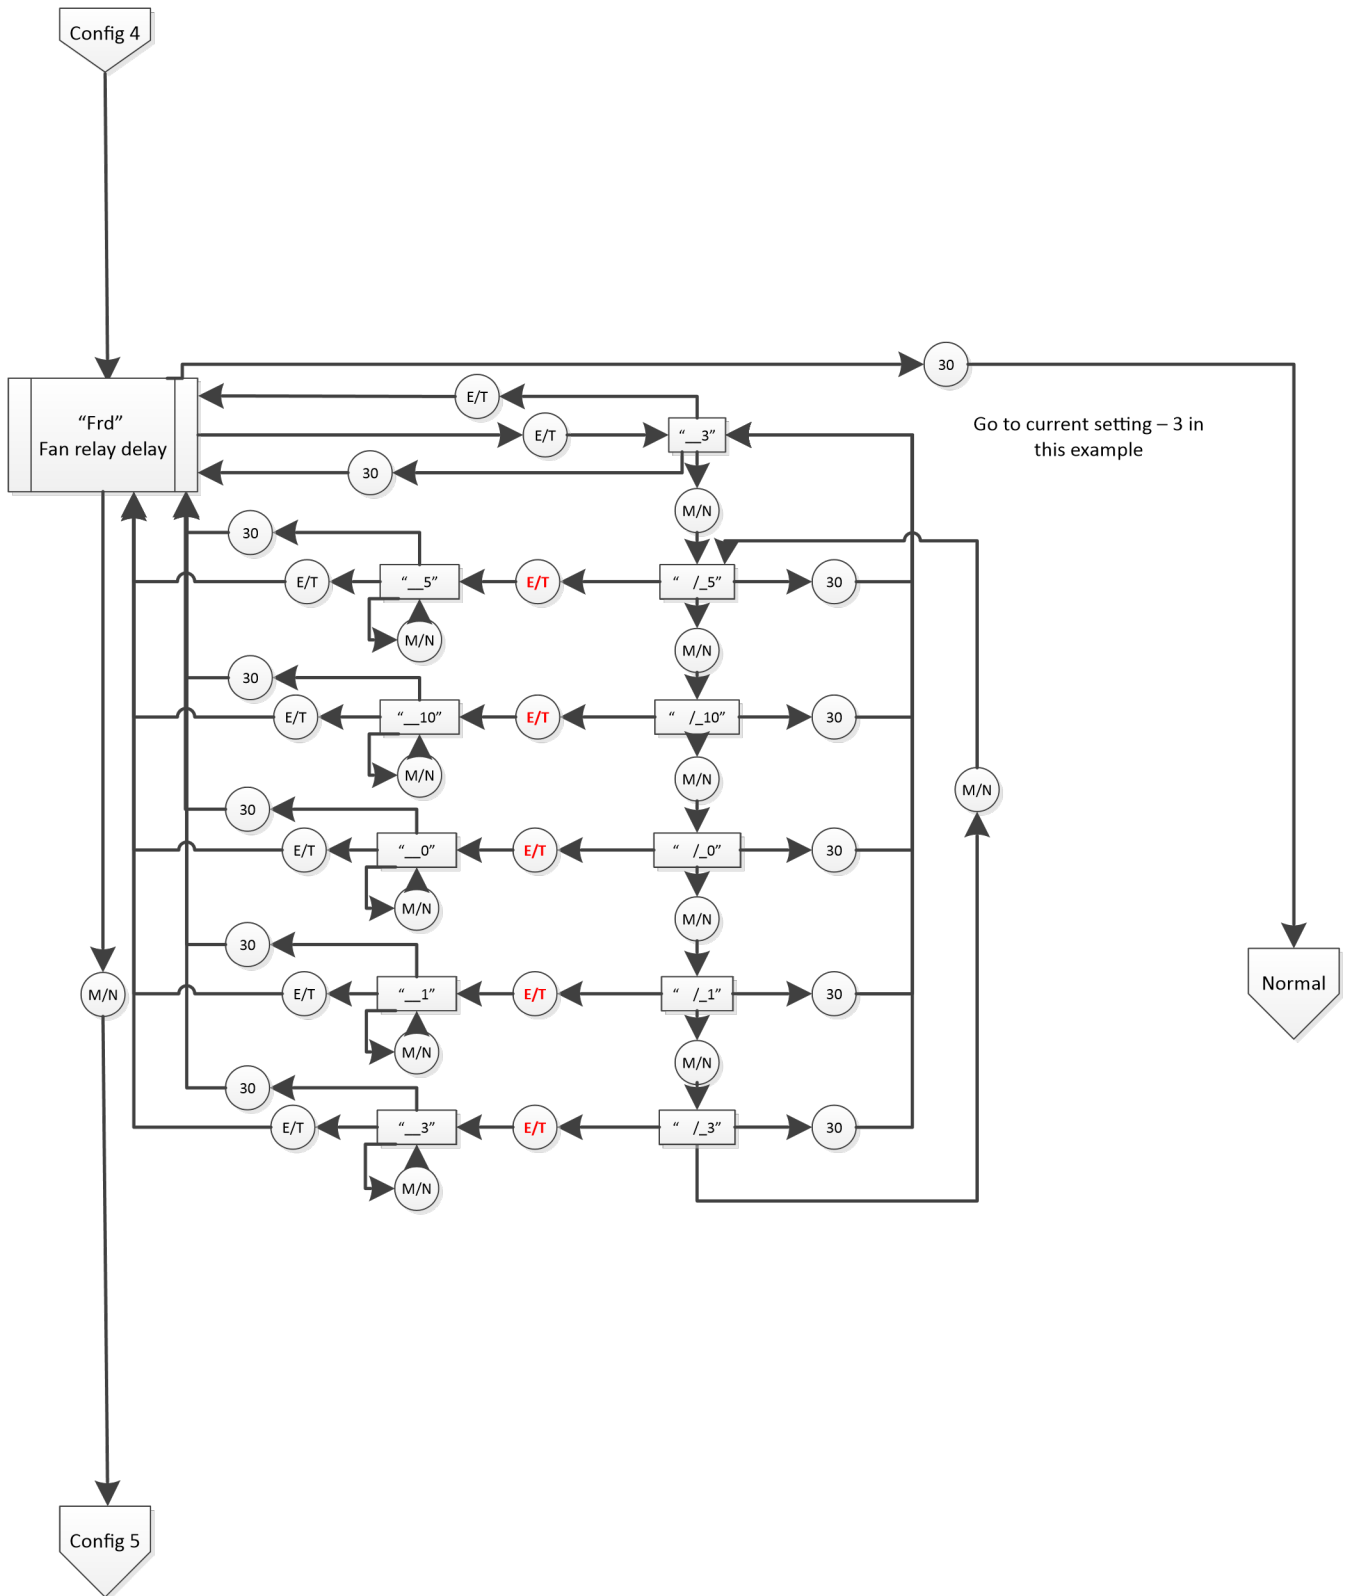 Config 4
30
E/T
“Frd”
Fan relay delay
E/T
“__3”
Go to current setting – 3 in
this example
30
M/N
30
E/T
“__5”
E/T
“ /_5”
30
M/N
M/N
30
E/T
“__10”
E/T
“ /_10”
30
M/N
M/N
M/N
30
E/T
“__0”
E/T
“ /_0”
30
M/N
M/N
30
E/T
“__1”
E/T
“ /_1”
30
Normal
M/N
M/N
M/N
30
E/T
“__3”
E/T
“ /_3”
30
M/N
Config 5